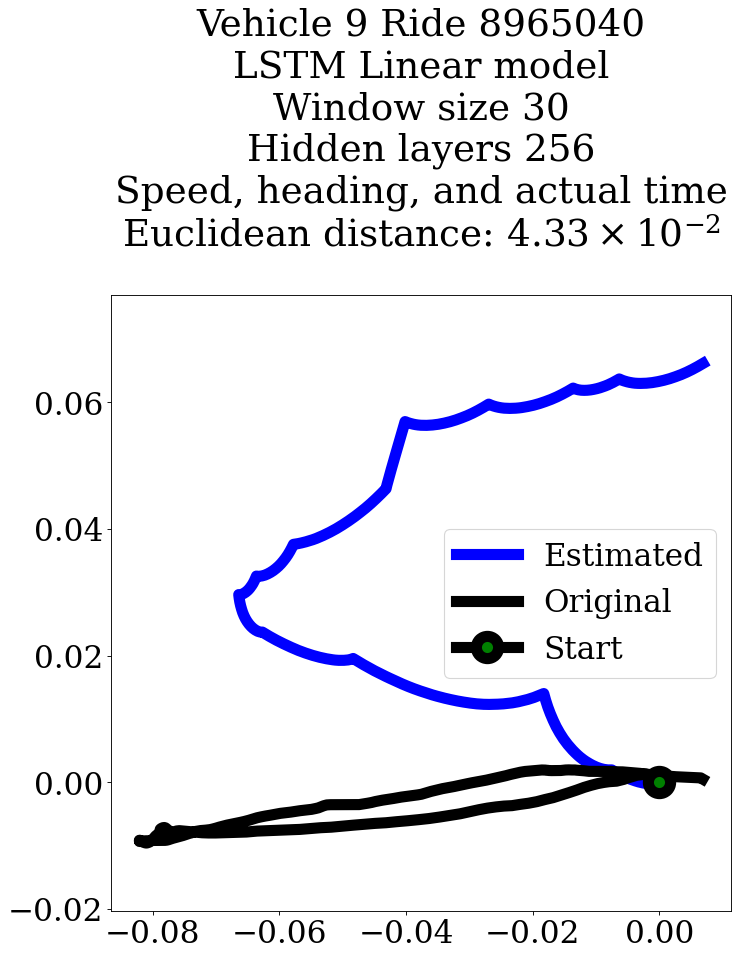 Vehicle 9 Ride 8965040
LSTM Linear model
Window size 30
Hidden layers 256
Speed, heading, and actual time
Euclidean distance: 4.33 × 10⁻²
0.06
0.04
Estimated
Original
0.02
Start
0.00
−0.02
−0.08 −0.06 −0.04 −0.02 0.00